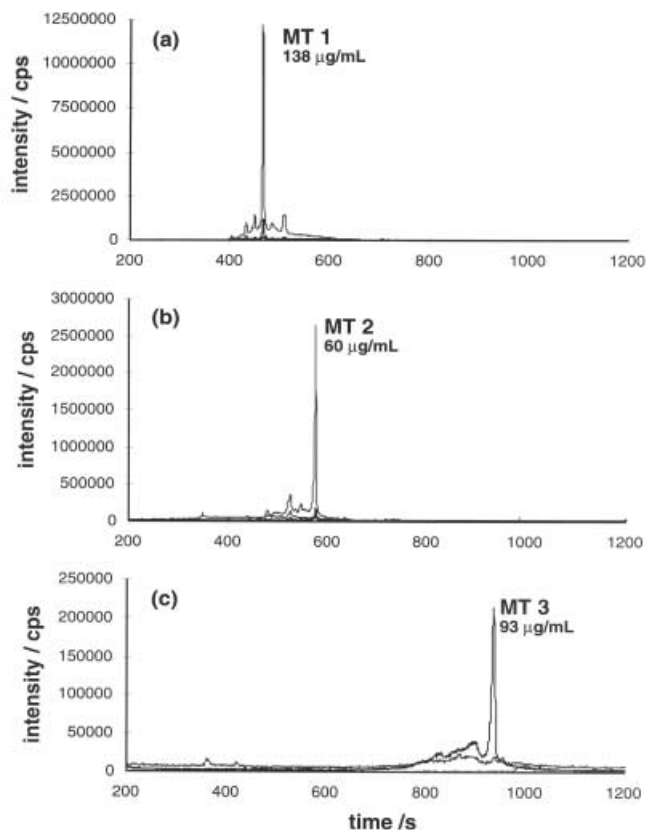 (a)
MT 1
138 μg/mL
intensity / cps
12500000
10000000
7500000
5000000
2500000
0
200 400 600 800 1000 1200
(b)
MT 2
60 μg/mL
intensity / cps
3000000
2500000
2000000
1500000
1000000
500000
0
200 400 600 800 1000 1200
(c)
MT 3
93 μg/mL
intensity / cps
250000
200000
150000
100000
50000
0
200 400 600 800 1000 1200
time /s